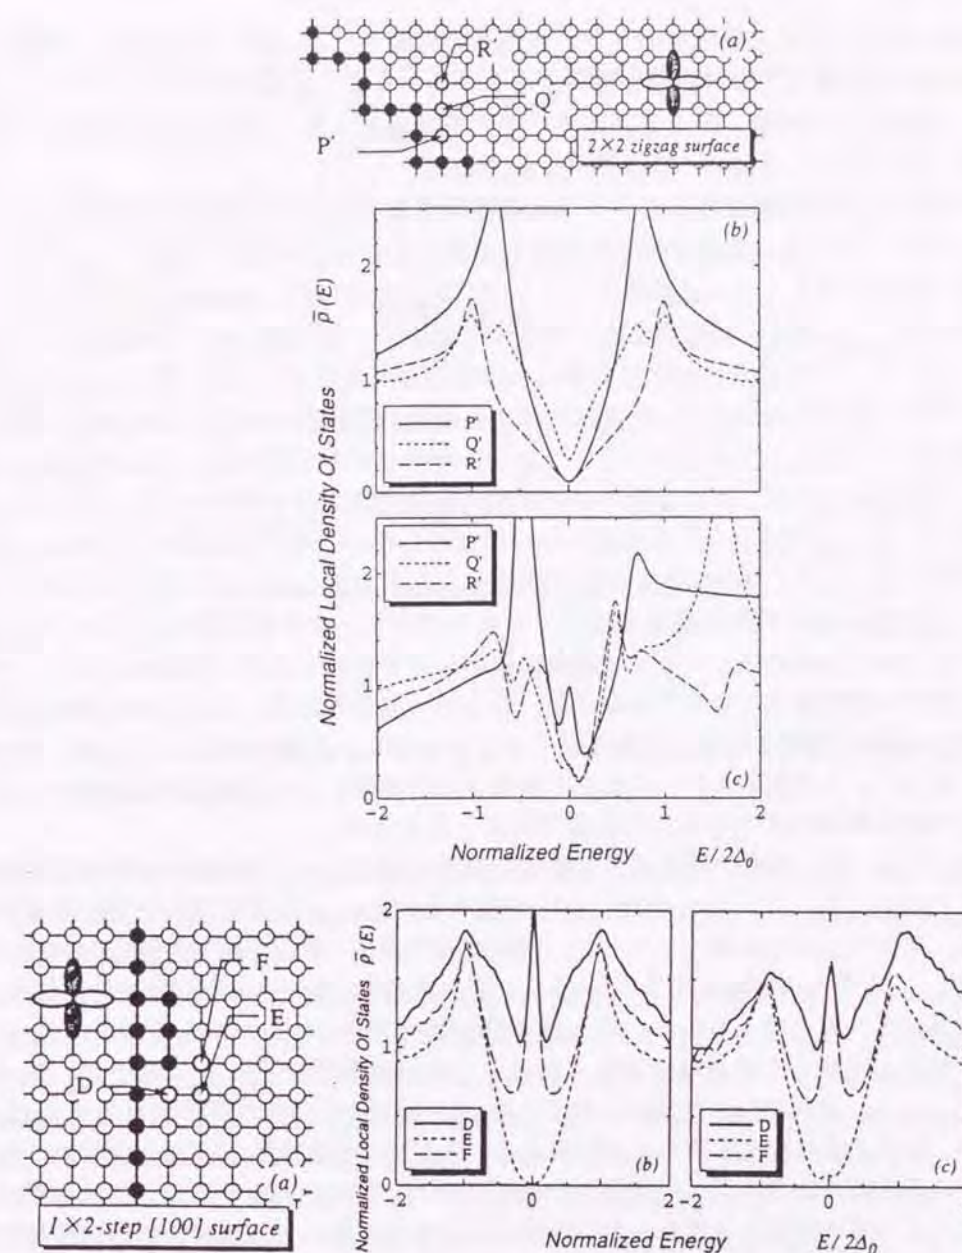 (a)
R'
Q'
P'
2×2 zigzag surface
(b)
2
1
0
P'
Q'
R'
ρ̄ (E)
Normalized Local Density Of States
P'
Q'
R'
2
1
0
(c)
-2
-1
0
1
2
Normalized Energy E / 2Δ₀
F
E
D
(a)
1×2-step [100] surface
ρ̄(E)
Normalized Local Density Of States
2
1
0
D
E
F
(b)
-2
0
2
D
E
F
(c)
-2
0
Normalized Energy E / 2Δ₀